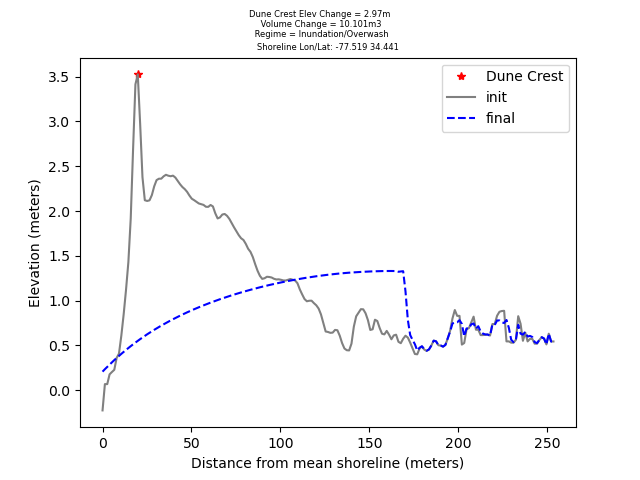 Dune Crest Elev Change = 2.97m
Volume Change = 10.101m3
Regime = Inundation/Overwash
Shoreline Lon/Lat: -77.519 34.441
Dune Crest
init
final
Elevation (meters)
3.5
3.0
2.5
2.0
1.5
1.0
0.5
0.0
0 50 100 150 200 250
Distance from mean shoreline (meters)